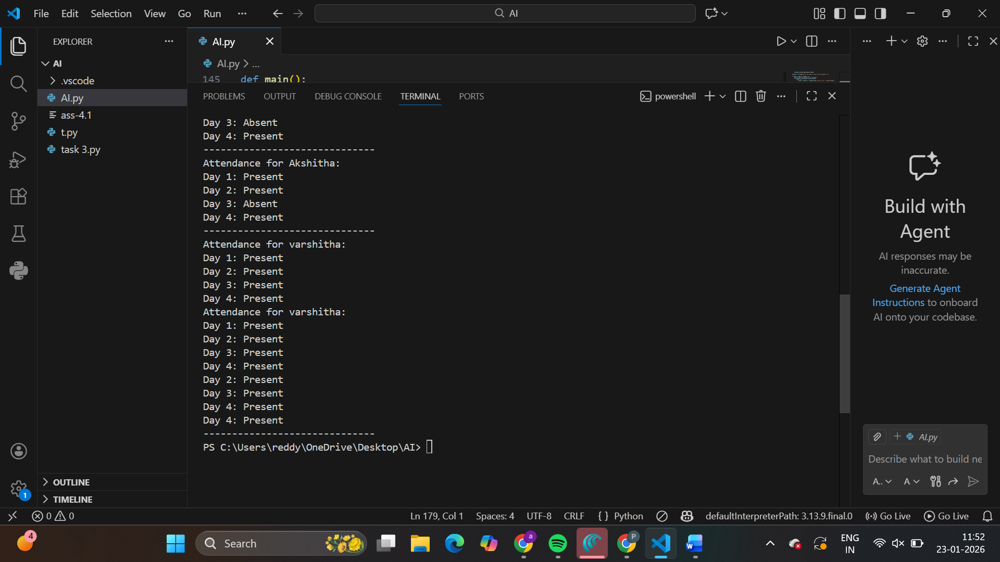 File Edit Selection View Go Run ... AI
EXPLORER ...
AI
.vscode
AI.py
ass-4.1
t.py
task 3.py
OUTLINE
TIMELINE
AI.py
AI.py > ...
145 def main():
PROBLEMS OUTPUT DEBUG CONSOLE TERMINAL PORTS powershell
Day 3: Absent
Day 4: Present
------------------------------
Attendance for Akshitha:
Day 1: Present
Day 2: Present
Day 3: Absent
Day 4: Present
------------------------------
Attendance for varshitha:
Day 1: Present
Day 2: Present
Day 3: Present
Day 4: Present
Attendance for varshitha:
Day 1: Present
Day 2: Present
Day 3: Present
Day 4: Present
Day 2: Present
Day 3: Present
Day 4: Present
Day 4: Present
------------------------------
PS C:\Users\reddy\OneDrive\Desktop\AI>
Build with
Agent
AI responses may be
inaccurate.
Generate Agent
Instructions to onboard
AI onto your codebase.
AI.py
Describe what to build ne
A.. A
1
0 0 Ln 179, Col 1 Spaces: 4 UTF-8 CRLF { } Python defaultInterpreterPath: 3.13.9.final.0 Go Live Go Live
4 Search a P W ENG
IN
11:52
23-01-2026